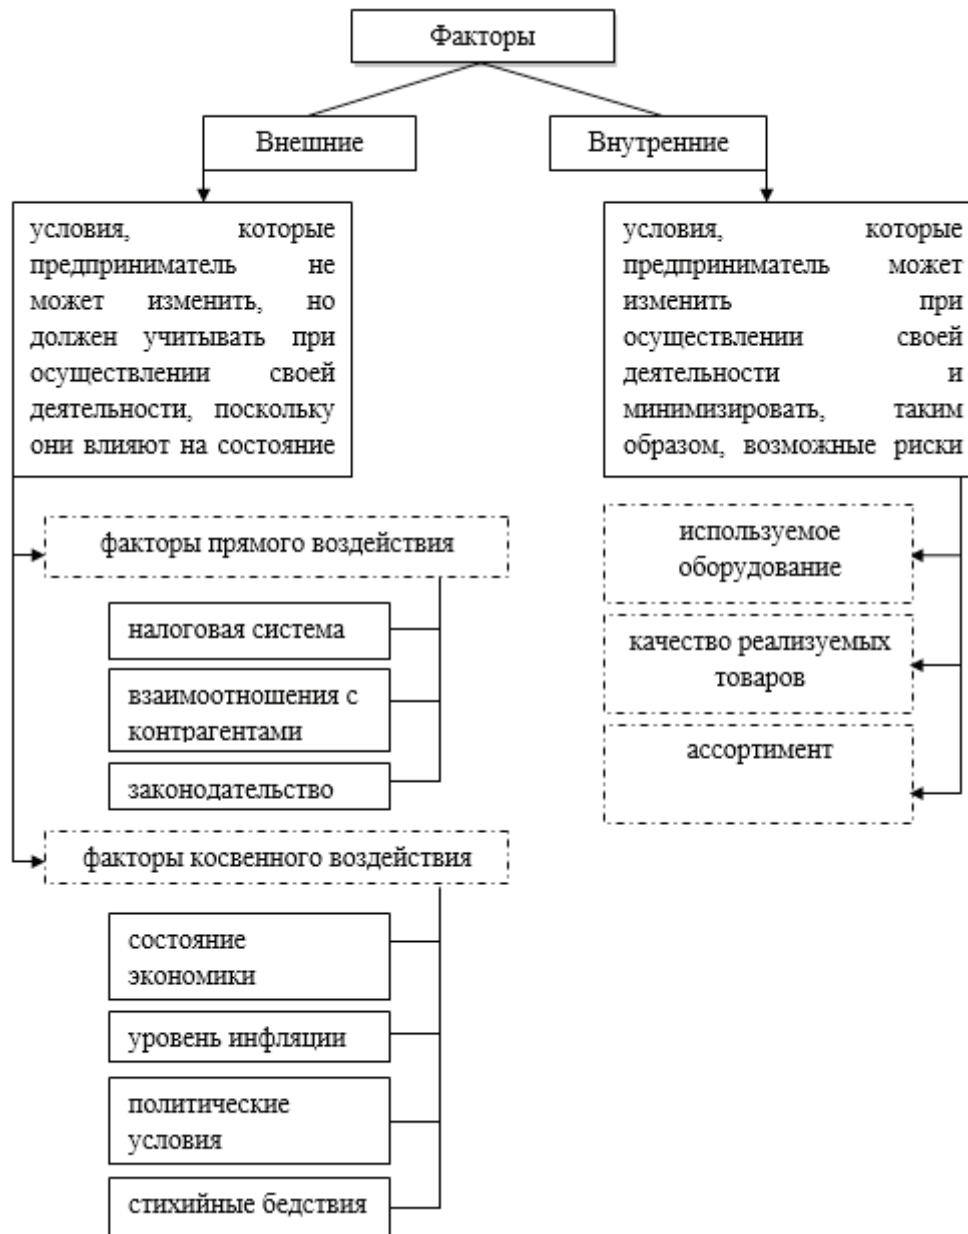 Факторы
Внешние
Внутренние
условия, которые
предприниматель не
может изменить, но
должен учитывать при
осуществлении своей
деятельности, поскольку
они влияют на состояние
условия, которые
предприниматель может
изменить при
осуществлении своей
деятельности и
минимизировать, таким
образом, возможные риски
факторы прямого воздействия
налоговая система
взаимоотношения с
контрагентами
законодательство
факторы косвенного воздействия
состояние
экономики
уровень инфляции
политические
условия
стихийные бедствия
используемое
оборудование
качество реализуемых
товаров
ассортимент